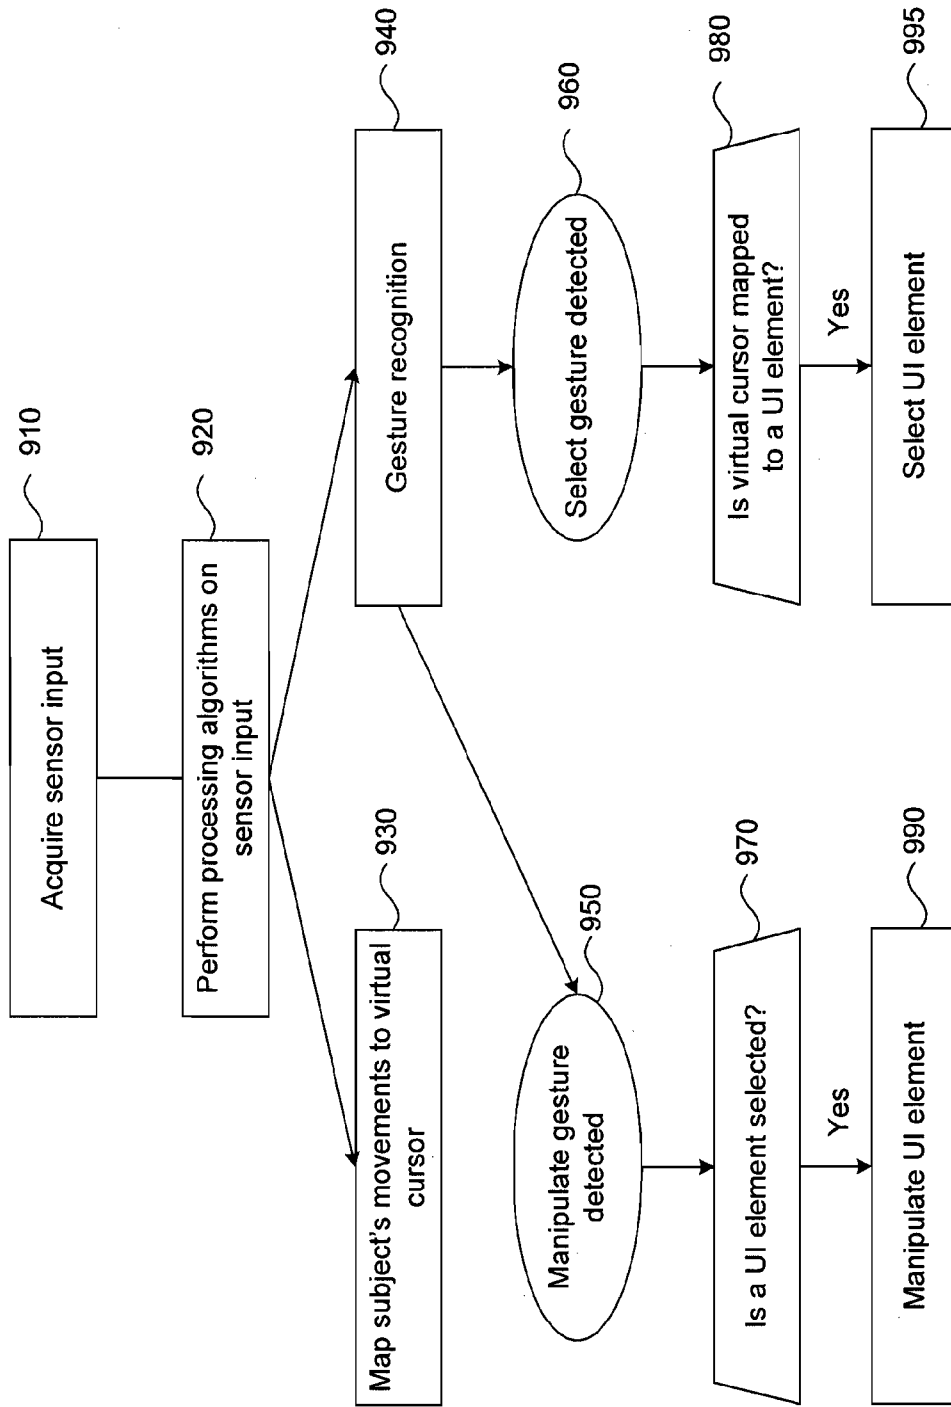 910
Acquire sensor input
920
Perform processing algorithms on
sensor input
930
Map subject's movements to virtual
cursor
940
Gesture recognition
950
Manipulate gesture
detected
960
Select gesture detected
970
Is a UI element selected?
980
Is virtual cursor mapped
to a UI element?
Yes
Yes
990
Manipulate UI element
995
Select UI element